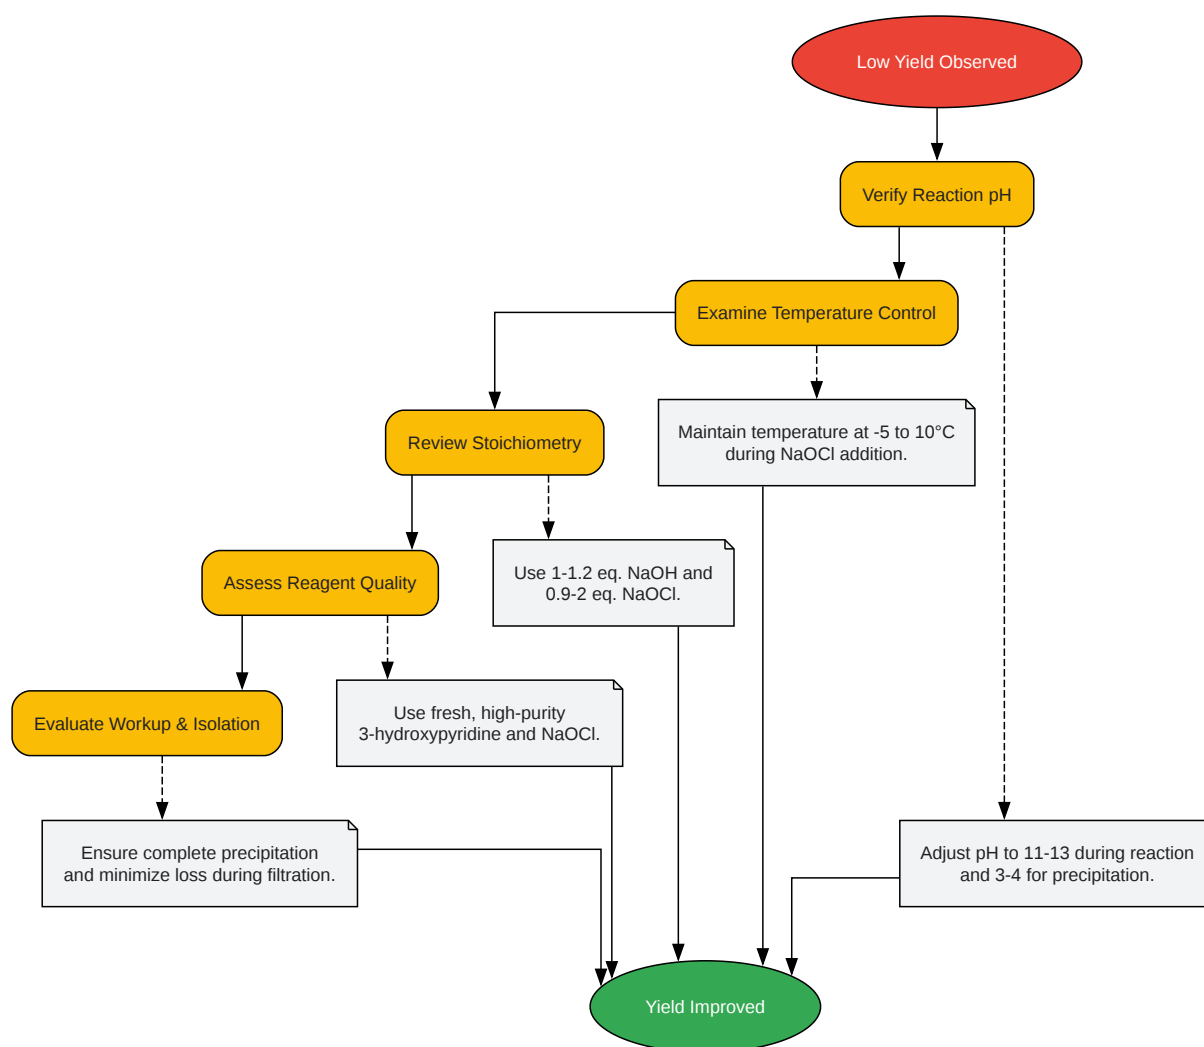 Low Yield Observed
Verify Reaction pH
Examine Temperature Control
Maintain temperature at -5 to 10°C
during NaOCl addition.
Review Stoichiometry
Use 1-1.2 eq. NaOH and
0.9-2 eq. NaOCl.
Assess Reagent Quality
Use fresh, high-purity
3-hydroxypyridine and NaOCl.
Evaluate Workup & Isolation
Ensure complete precipitation
and minimize loss during filtration.
Adjust pH to 11-13 during reaction
and 3-4 for precipitation.
Yield Improved